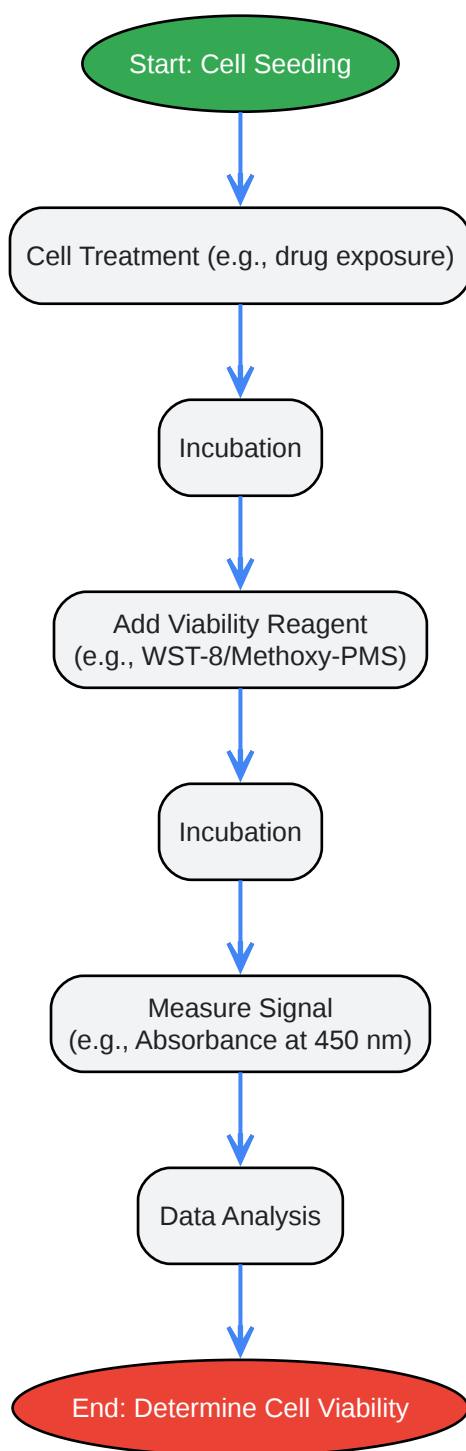 Start: Cell Seeding
Cell Treatment (e.g., drug exposure)
Incubation
Add Viability Reagent
(e.g., WST-8/Methoxy-PMS)
Incubation
Measure Signal
(e.g., Absorbance at 450 nm)
Data Analysis
End: Determine Cell Viability